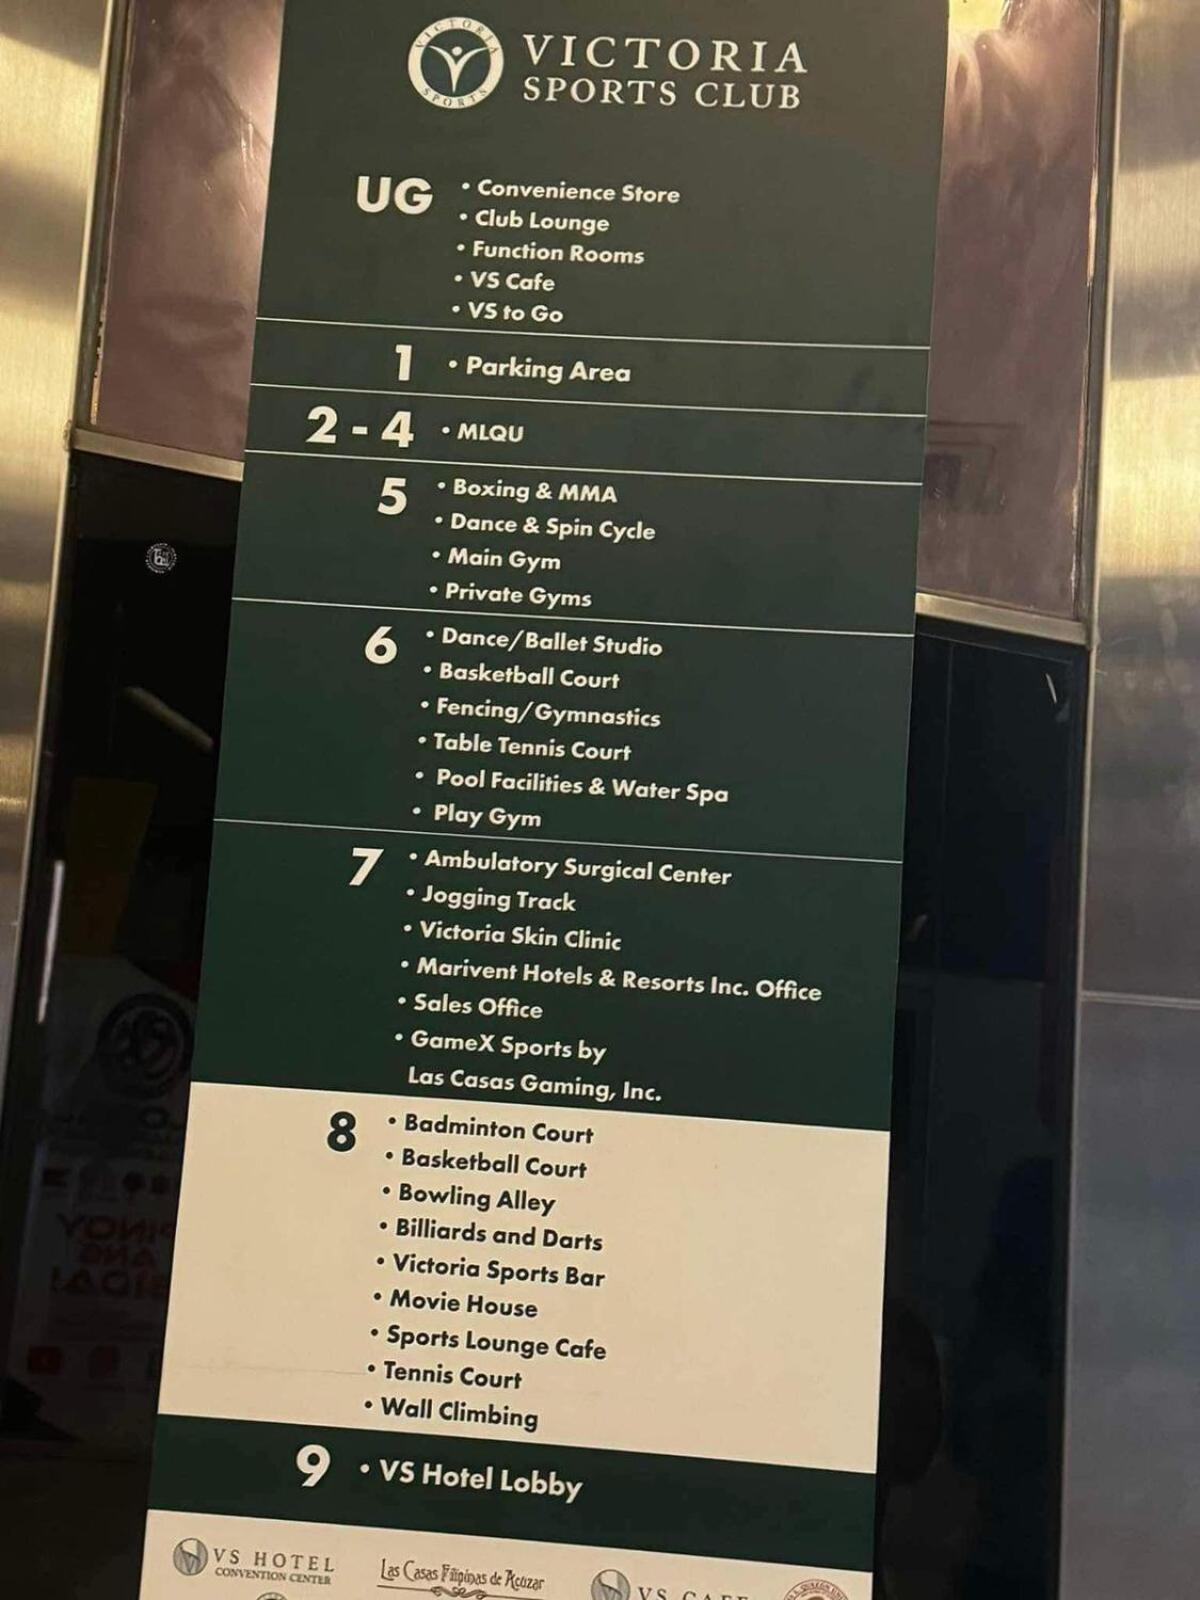 VICTORIA
SPORTS CLUB
VICTORIA
SPORTS
UG
• Convenience Store
• Club Lounge
• Function Rooms
• VS Cafe
• VS to Go
1
• Parking Area
2 - 4
• MLQU
5
• Boxing & MMA
• Dance & Spin Cycle
• Main Gym
• Private Gyms
6
• Dance/Ballet Studio
• Basketball Court
• Fencing/Gymnastics
• Table Tennis Court
• Pool Facilities & Water Spa
• Play Gym
7
• Ambulatory Surgical Center
• Jogging Track
• Victoria Skin Clinic
• Marivent Hotels & Resorts Inc. Office
• Sales Office
• GameX Sports by
Las Casas Gaming, Inc.
8
• Badminton Court
• Basketball Court
• Bowling Alley
• Billiards and Darts
• Victoria Sports Bar
• Movie House
• Sports Lounge Cafe
• Tennis Court
• Wall Climbing
9
• VS Hotel Lobby
VS HOTEL
CONVENTION CENTER
Las Casas Filipinas de Acuzar
VS CAFE